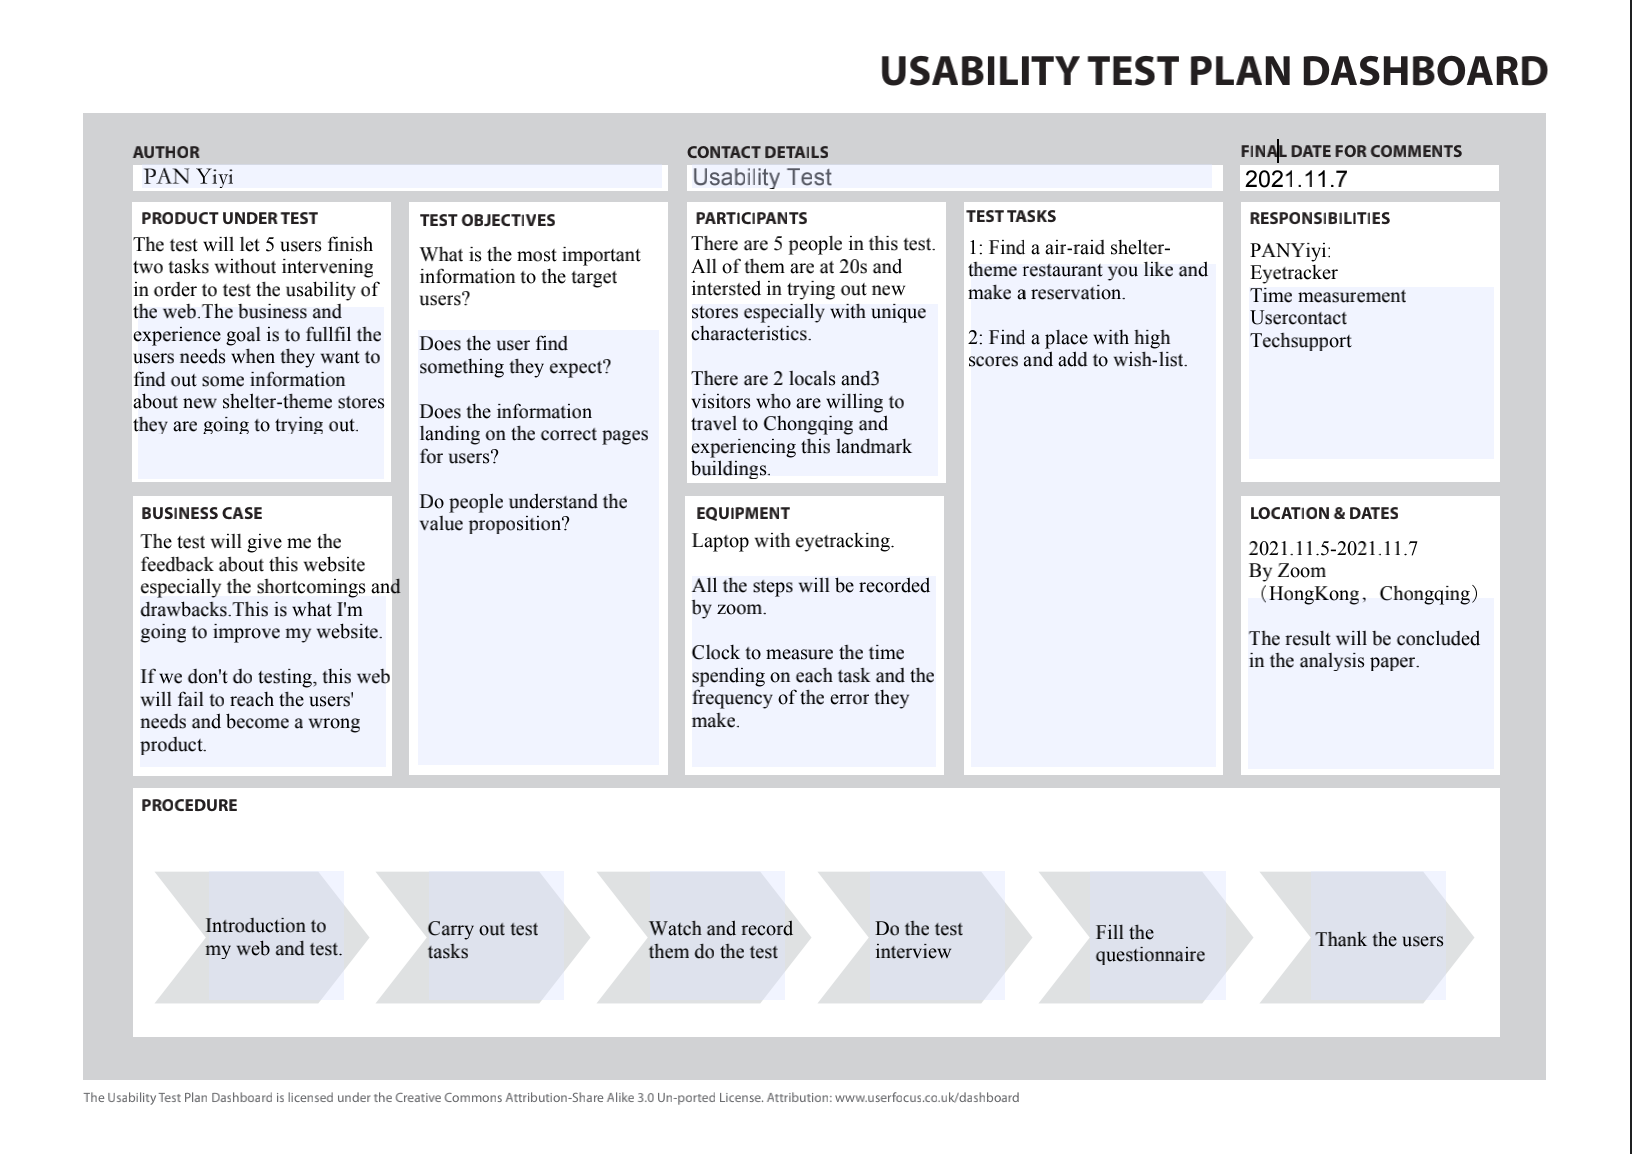 USABILITY TEST PLAN DASHBOARD
AUTHOR
PAN Yiyi
CONTACT DETAILS
Usability Test
FINAL DATE FOR COMMENTS
2021.11.7
PRODUCT UNDER TEST
The test will let 5 users finish
two tasks without intervening
in order to test the usability of
the web.The business and
experience goal is to fullfil the
users needs when they want to
find out some information
about new shelter-theme stores
they are going to trying out.
BUSINESS CASE
The test will give me the
feedback about this website
especially the shortcomings and
drawbacks.This is what I'm
going to improve my website.
If we don't do testing, this web
will fail to reach the users'
needs and become a wrong
product.
TEST OBJECTIVES
What is the most important
information to the target
users?
Does the user find
something they expect?
Does the information
landing on the correct pages
for users?
Do people understand the
value proposition?
PARTICIPANTS
There are 5 people in this test.
All of them are at 20s and
intersted in trying out new
stores especially with unique
characteristics.
There are 2 locals and3
visitors who are willing to
travel to Chongqing and
experiencing this landmark
buildings.
EQUIPMENT
Laptop with eyetracking.
All the steps will be recorded
by zoom.
Clock to measure the time
spending on each task and the
frequency of the error they
make.
TEST TASKS
1: Find a air-raid shelter-
theme restaurant you like and
make a reservation.
2: Find a place with high
scores and add to wish-list.
RESPONSIBILITIES
PANYiyi:
Eyetracker
Time measurement
Usercontact
Techsupport
LOCATION & DATES
2021.11.5-2021.11.7
By Zoom
（HongKong，Chongqing）
The result will be concluded
in the analysis paper.
PROCEDURE
Introduction to
my web and test.
Carry out test
tasks
Watch and record
them do the test
Do the test
interview
Fill the
questionnaire
Thank the users
The Usability Test Plan Dashboard is licensed under the Creative Commons Attribution-Share Alike 3.0 Un-ported License. Attribution: www.userfocus.co.uk/dashboard